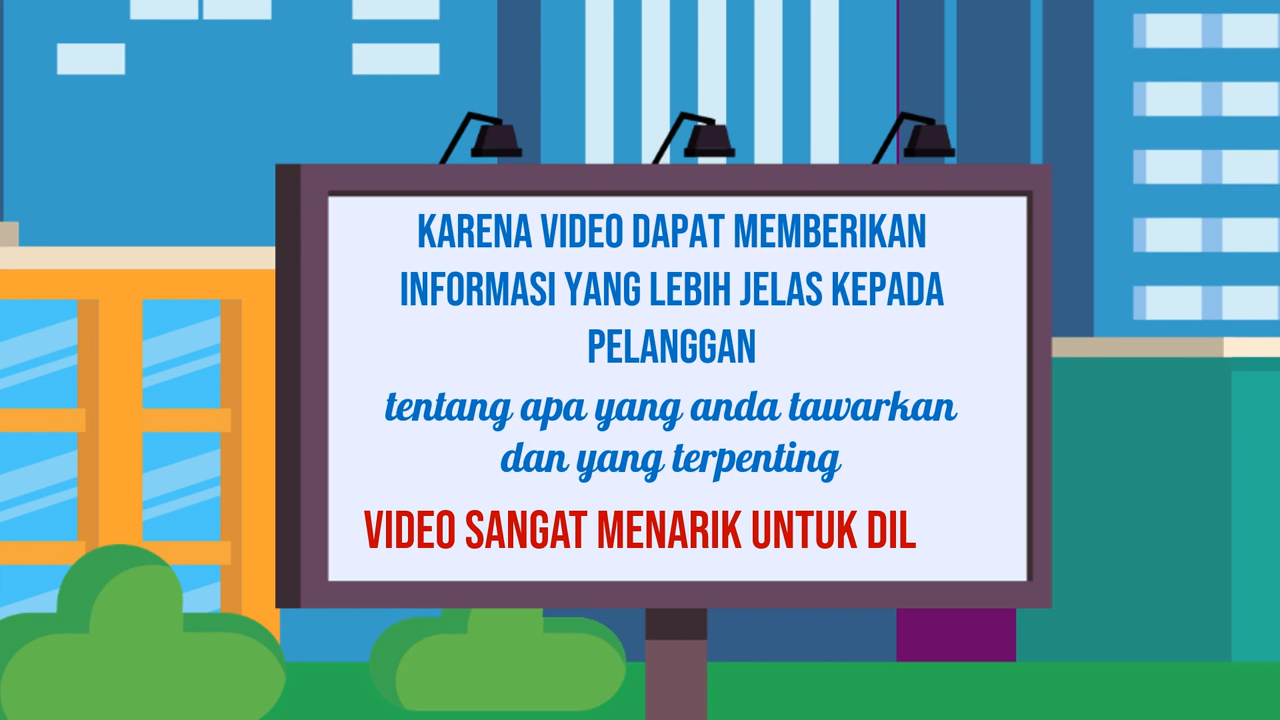 KARENA VIDEO DAPAT MEMBERIKAN
INFORMASI YANG LEBIH JELAS KEPADA
PELANGGAN
tentang apa yang anda tawarkan
dan yang terpenting
VIDEO SANGAT MENARIK UNTUK DIL